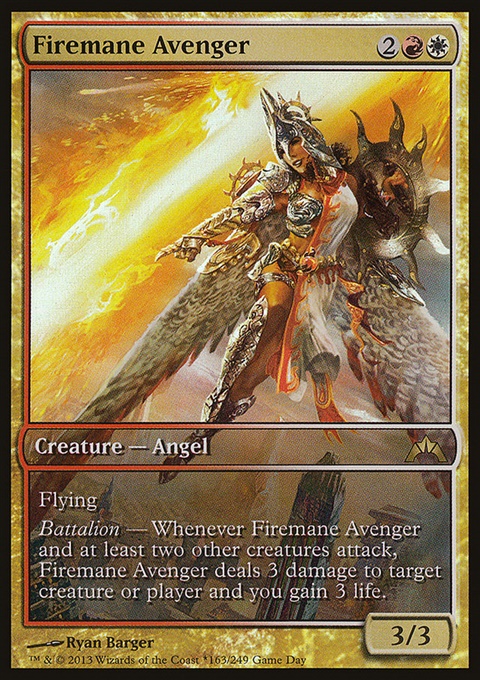 Firemane Avenger 2
Creature — Angel
Flying
Battalion — Whenever Firemane Avenger
and at least two other creatures attack,
Firemane Avenger deals 3 damage to target
creature or player and you gain 3 life.
Ryan Barger
3/3
™ & © 2013 Wizards of the Coast *163/249 Game Day